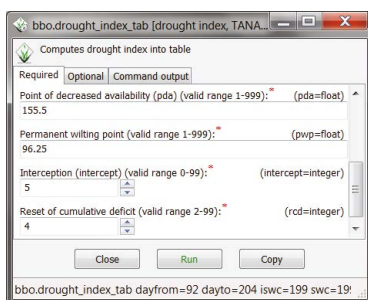 bbo.drought_index_tab [drought index, TANA...
Computes drought index into table
Required Optional Command output
Point of decreased availability (pda) (valid range 1-999):* (pda=float)
155.5
Permanent wilting point (valid range 1-999):* (pwp=float)
96.25
Interception (intercept) (valid range 0-99):* (intercept=integer)
5
Reset of cumulative deficit (valid range 2-99):* (rcd=integer)
4
Close Run Copy
bbo.drought_index_tab dayfrom=92 dayto=204 iswc=199 swc=19